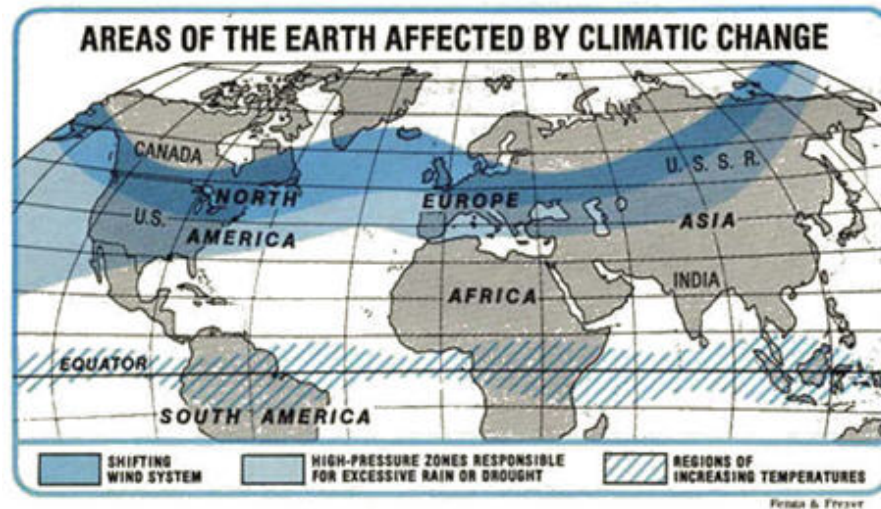 AREAS OF THE EARTH AFFECTED BY CLIMATIC CHANGE
CANADA
U. S. S. R.
NORTH
EUROPE
U.S.
ASIA
AMERICA
INDIA
AFRICA
EQUATOR
SOUTH AMERICA
SHIFTING
WIND SYSTEM
HIGH-PRESSURE ZONES RESPONSIBLE
FOR EXCESSIVE RAIN OR DROUGHT
REGIONS OF
INCREASING TEMPERATURES